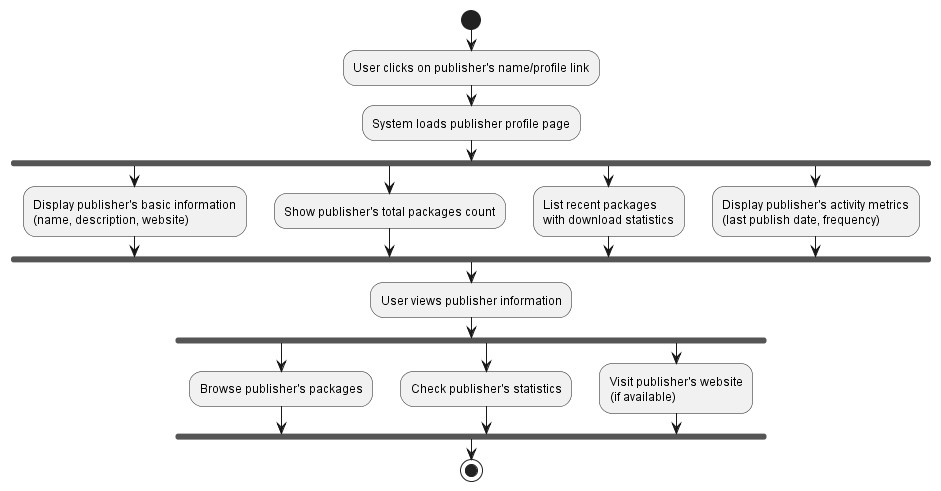 User clicks on publisher's name/profile link
System loads publisher profile page
Display publisher's basic information
(name, description, website)
Show publisher's total packages count
List recent packages
with download statistics
Display publisher's activity metrics
(last publish date, frequency)
User views publisher information
Browse publisher's packages
Check publisher's statistics
Visit publisher's website
(if available)